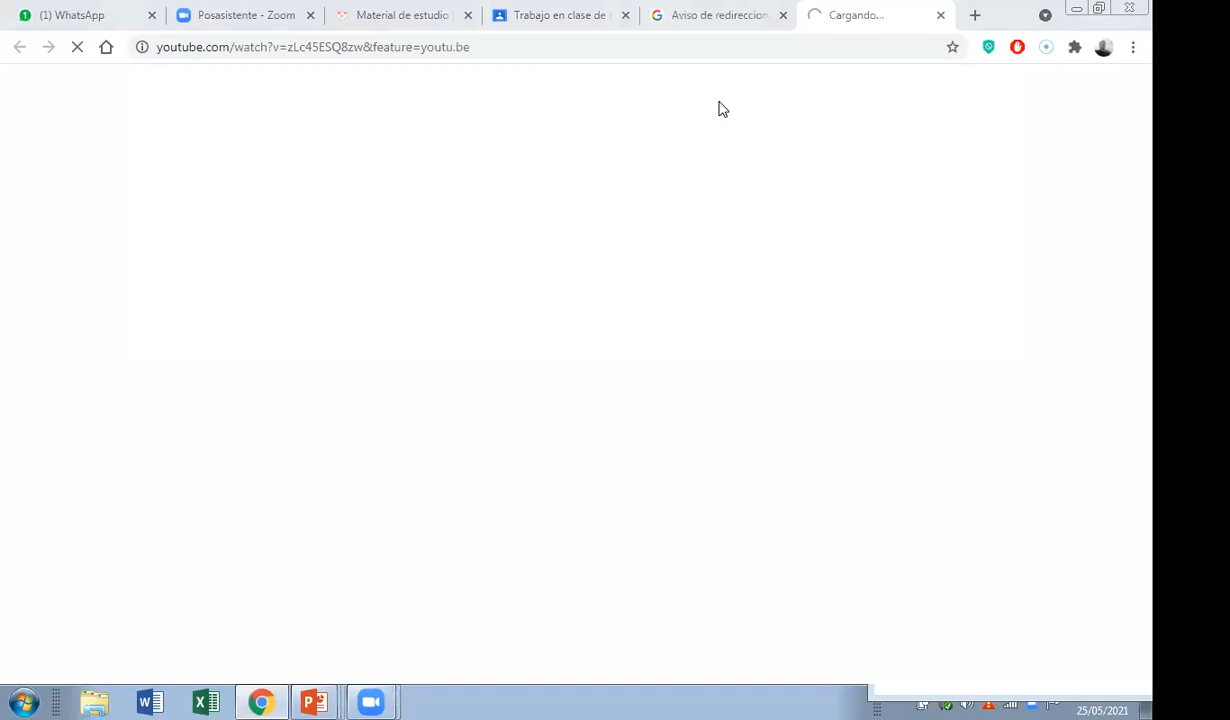 (1) WhatsApp
Posasistente - Zoom
Material de estudio
Trabajo en clase de
Aviso de redireccion
Cargando...
youtube.com/watch?v=zLc45ESQ8zw&feature=youtu.be
25/05/2021